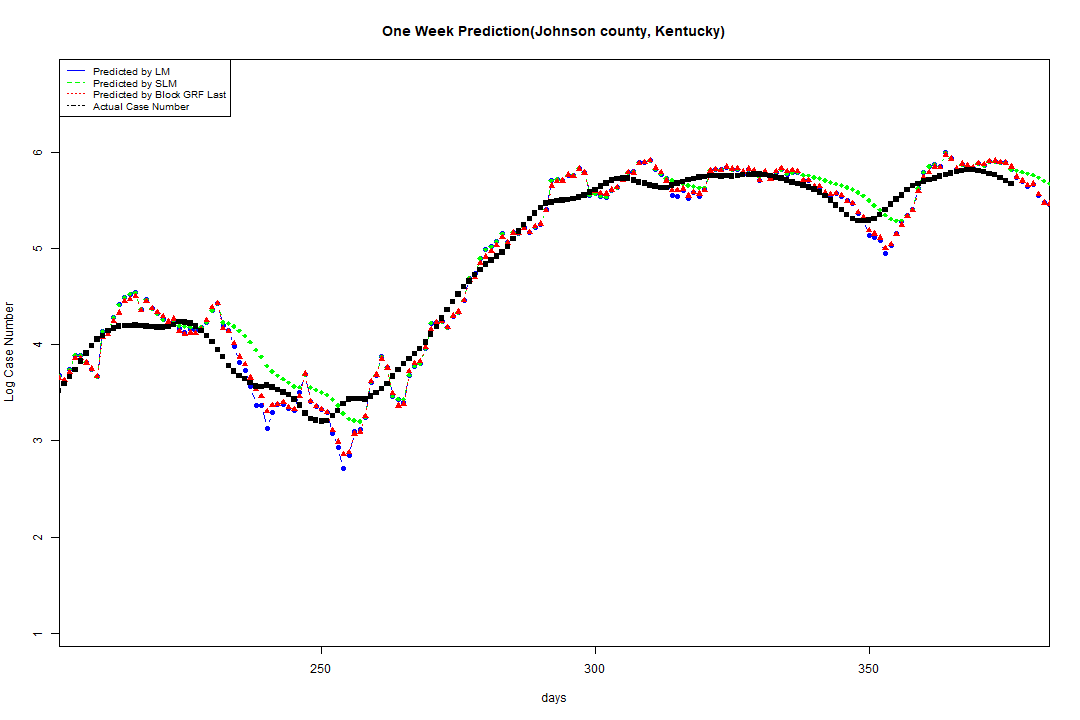 One Week Prediction(Johnson county, Kentucky)
Predicted by LM
Predicted by SLM
Predicted by Block GRF Last
Actual Case Number
6
5
4
3
2
1
Log Case Number
250 300 350
days